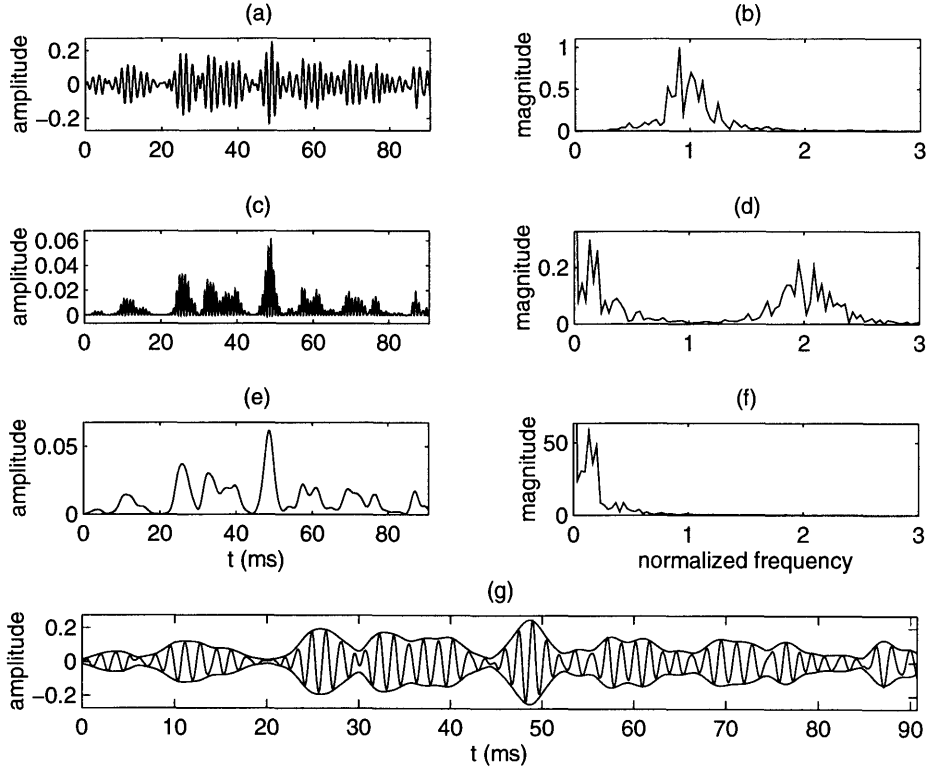 (a)
amplitude
0.2
0
−0.2
0 20 40 60 80
(b)
magnitude
1
0.5
0
0 1 2 3
(c)
amplitude
0.06
0.04
0.02
0
0 20 40 60 80
(d)
magnitude
0.2
0
0 1 2 3
(e)
amplitude
0.05
0
0 20 40 60 80
t (ms)
(f)
magnitude
50
0
0 1 2 3
normalized frequency
(g)
amplitude
0.2
0
−0.2
0 10 20 30 40 50 60 70 80 90
t (ms)